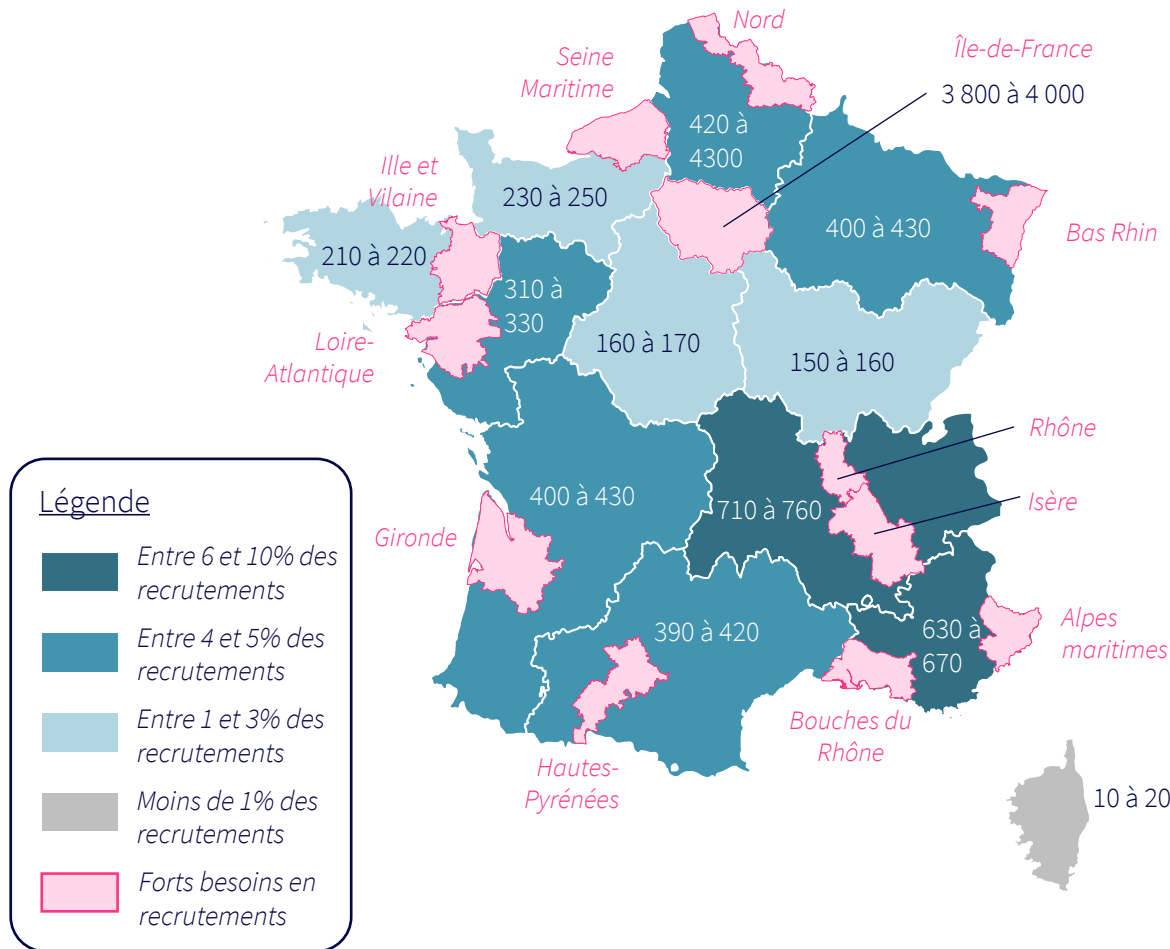 Nord
Seine
Maritime
Île-de-France
3 800 à 4 000
420 à
4300
Ille et
Vilaine
230 à 250
400 à 430
Bas Rhin
210 à 220
310 à
330
Loire-
Atlantique
160 à 170
150 à 160
Rhône
Isère
400 à 430
710 à 760
Gironde
390 à 420
630 à
670
Alpes
maritimes
Bouches du
Rhône
Hautes-
Pyrénées
10 à 20
Légende
Entre 6 et 10% des
recrutements
Entre 4 et 5% des
recrutements
Entre 1 et 3% des
recrutements
Moins de 1% des
recrutements
Forts besoins en
recrutements